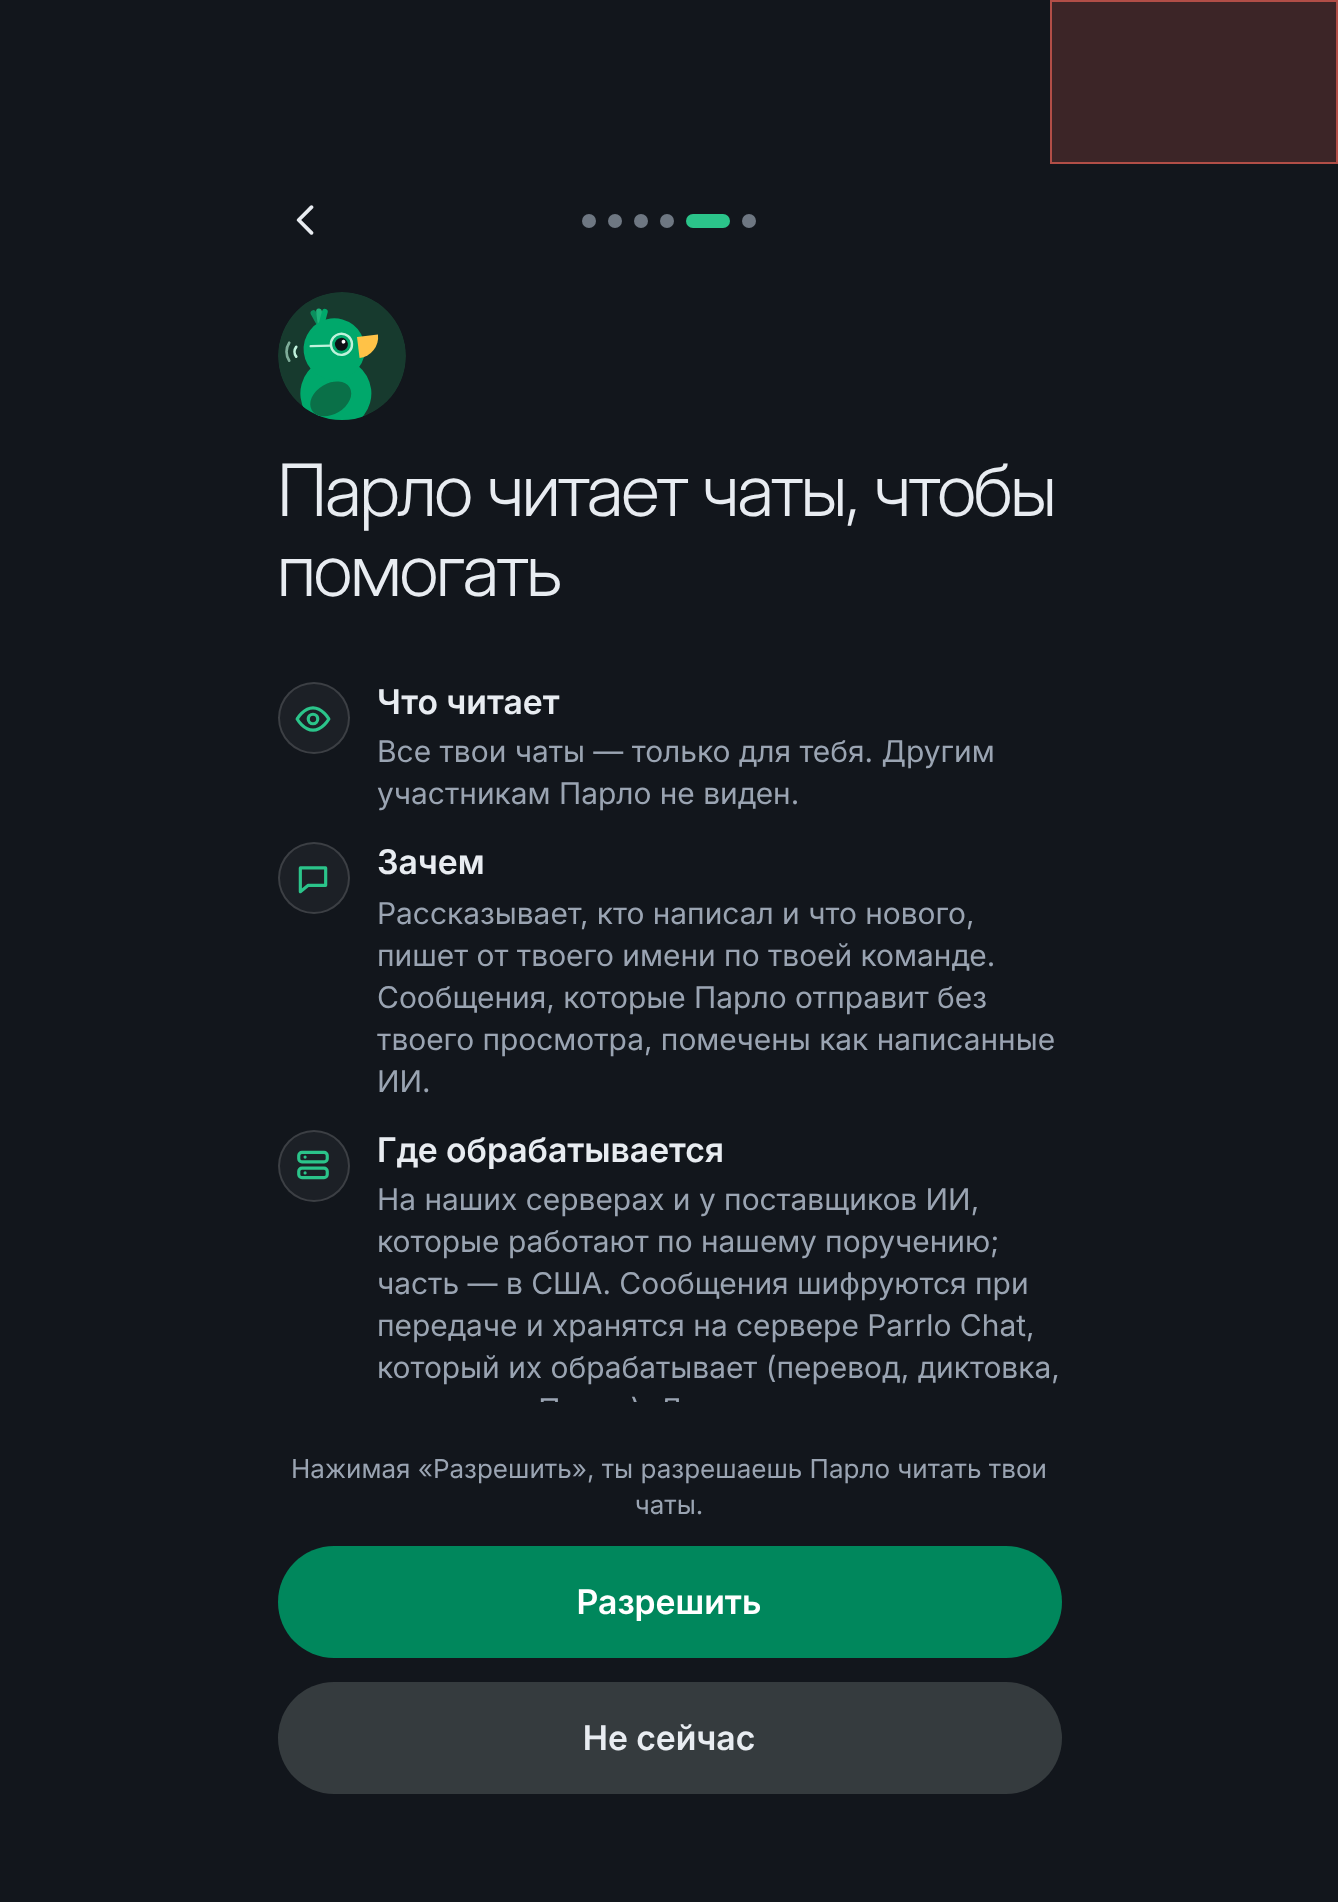 Парло читает чаты, чтобы
помогать
Что читает
Все твои чаты — только для тебя. Другим
участникам Парло не виден.
Зачем
Рассказывает, кто написал и что нового,
пишет от твоего имени по твоей команде.
Сообщения, которые Парло отправит без
твоего просмотра, помечены как написанные
ИИ.
Где обрабатывается
На наших серверах и у поставщиков ИИ,
которые работают по нашему поручению;
часть — в США. Сообщения шифруются при
передаче и хранятся на сервере Parrlo Chat,
который их обрабатывает (перевод, диктовка,
Нажимая «Разрешить», ты разрешаешь Парло читать твои
чаты.
Разрешить
Не сейчас